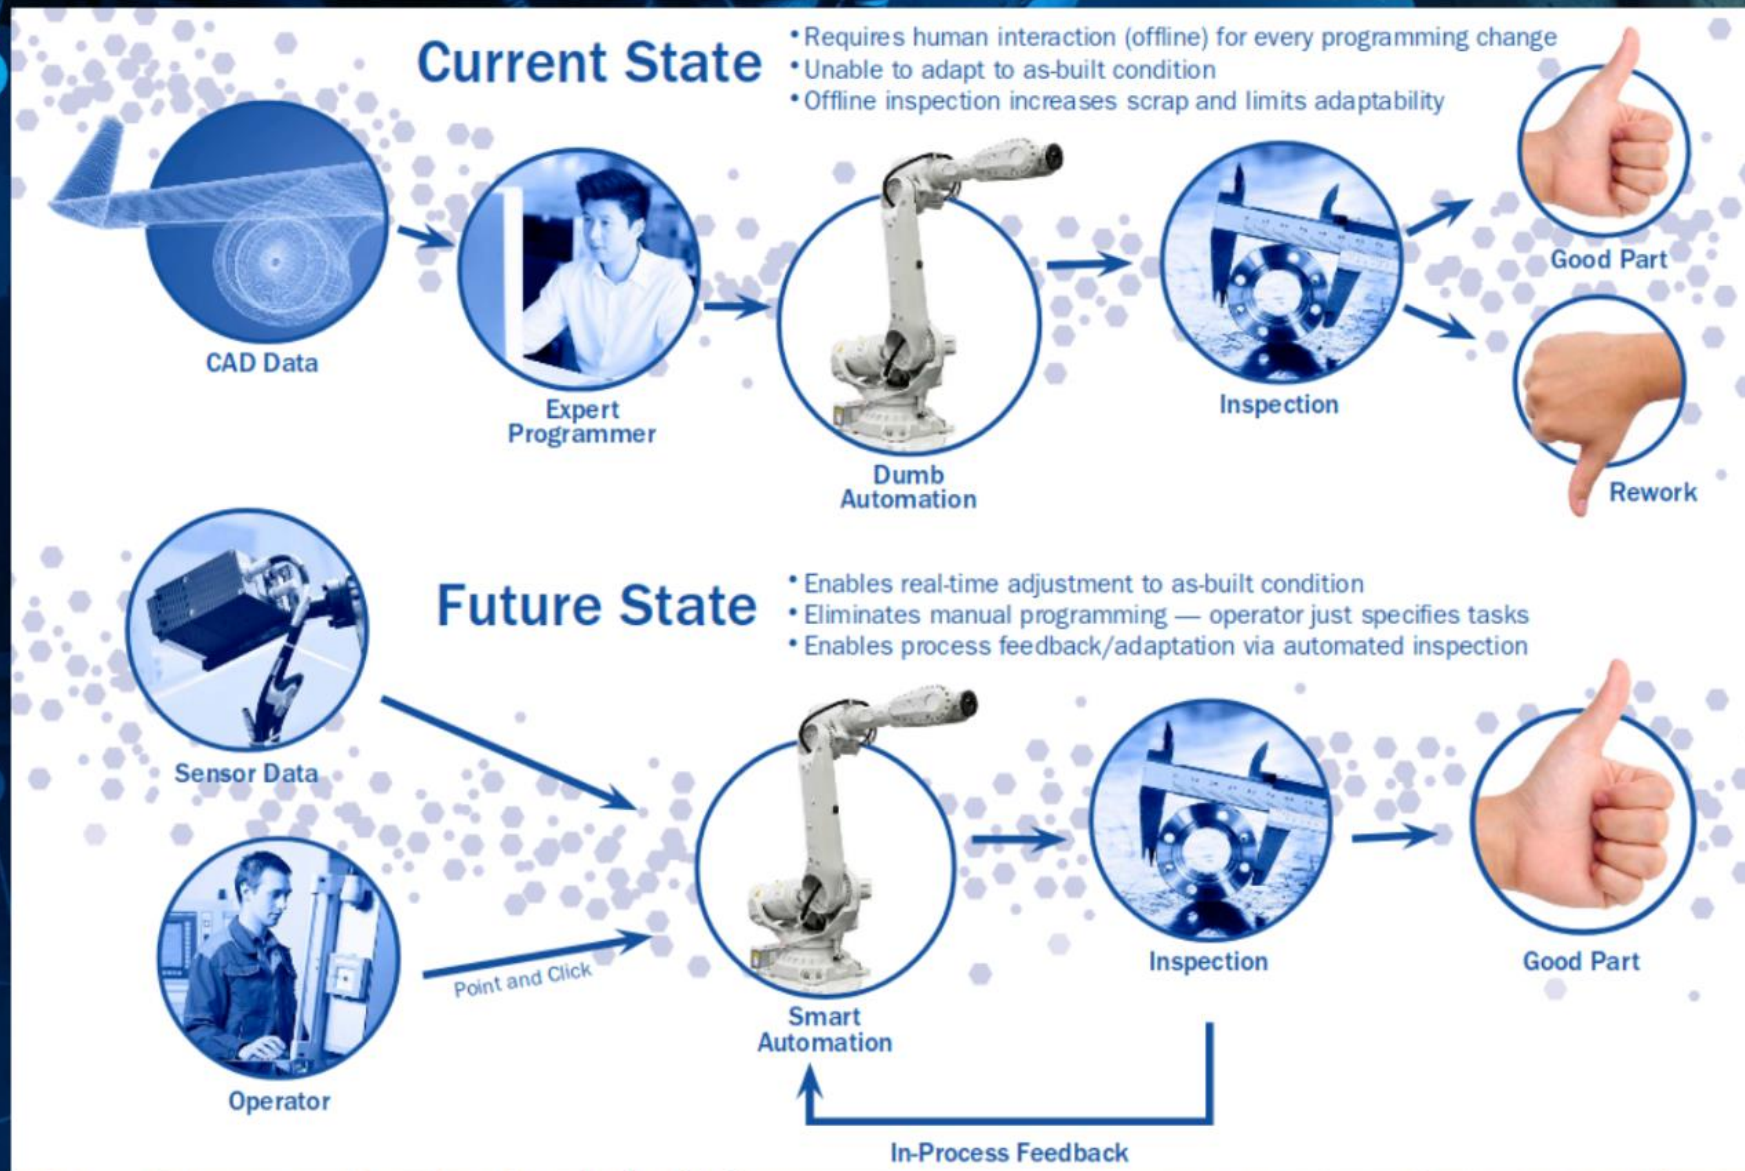 Current State
• Requires human interaction (offline) for every programming change
• Unable to adapt to as-built condition
• Offline inspection increases scrap and limits adaptability
CAD Data
Expert
Programmer
Dumb
Automation
Inspection
Good Part
Rework
Future State
• Enables real-time adjustment to as-built condition
• Eliminates manual programming — operator just specifies tasks
• Enables process feedback/adaptation via automated inspection
Sensor Data
Operator
Point and Click
Smart
Automation
Inspection
Good Part
In-Process Feedback